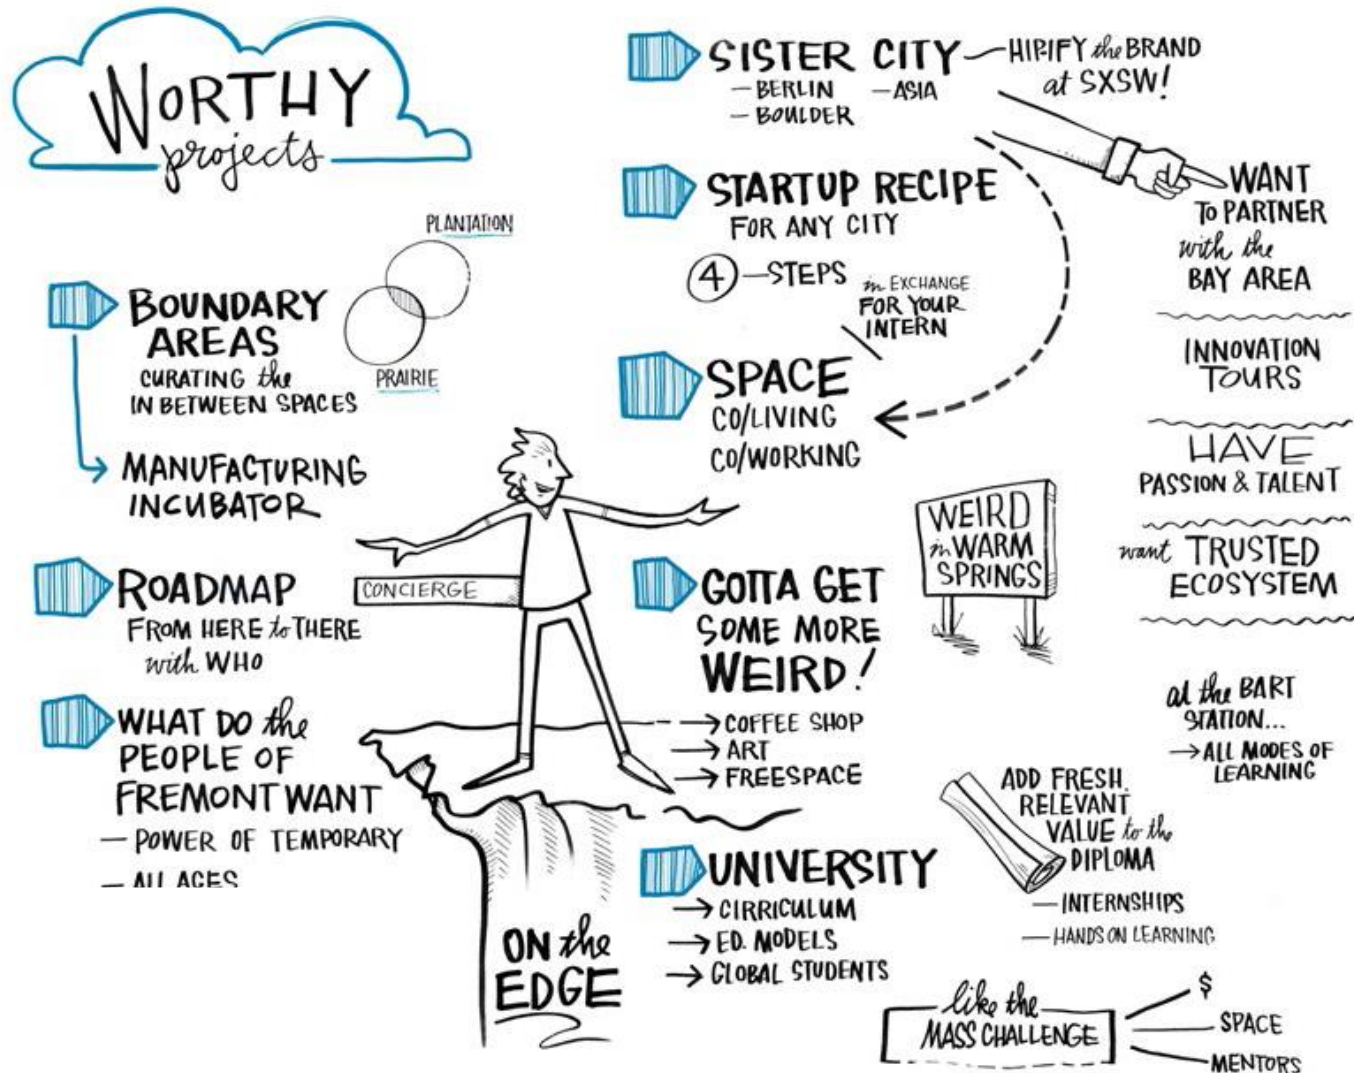 WORTHY
projects
PLANTATION
PRAIRIE
BOUNDARY
AREAS
CURATING the
IN BETWEEN SPACES
MANUFACTURING
INCUBATOR
ROADMAP
FROM HERE to THERE
with WHO
WHAT DO the
PEOPLE OF
FREMONT WANT
— POWER OF TEMPORARY
— ALL AGES
CONCIERGE
ON the
EDGE
SISTER CITY
— BERLIN
— ASIA
— BOULDER
HIPIFY the BRAND
at SXSW!
STARTUP RECIPE
FOR ANY CITY
4 — STEPS
in EXCHANGE
FOR YOUR
INTERN
SPACE
CO/LIVING
CO/WORKING
GOTTA GET
SOME MORE
WEIRD!
→ COFFEE SHOP
→ ART
→ FREESPACE
WEIRD
in WARM
SPRINGS
UNIVERSITY
→ CIRRICULUM
→ ED. MODELS
→ GLOBAL STUDENTS
WANT
TO PARTNER
with the
BAY AREA
INNOVATION
TOURS
HAVE
PASSION & TALENT
want TRUSTED
ECOSYSTEM
at the BART
STATION...
→ ALL MODES OF
LEARNING
ADD FRESH.
RELEVANT
VALUE to the
DIPLOMA
— INTERNSHIPS
— HANDS ON LEARNING
like the
MASS CHALLENGE
$
SPACE
MENTORS